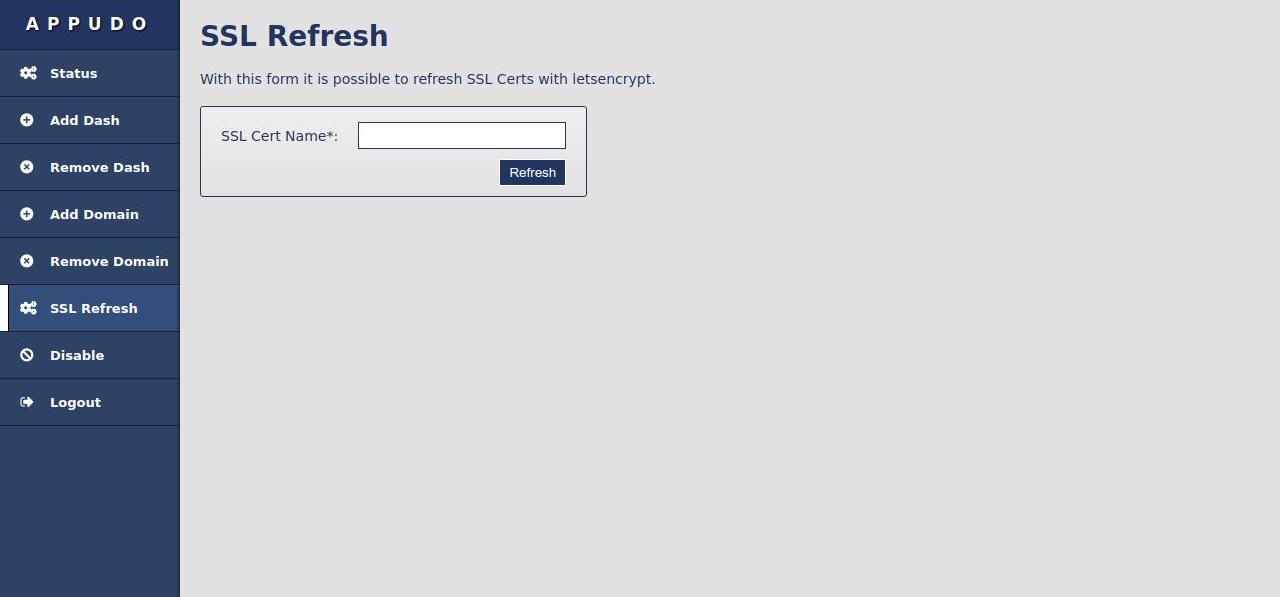 APPUDO
Status
Add Dash
Remove Dash
Add Domain
Remove Domain
SSL Refresh
Disable
Logout
SSL Refresh
With this form it is possible to refresh SSL Certs with letsencrypt.
SSL Cert Name*:
Refresh